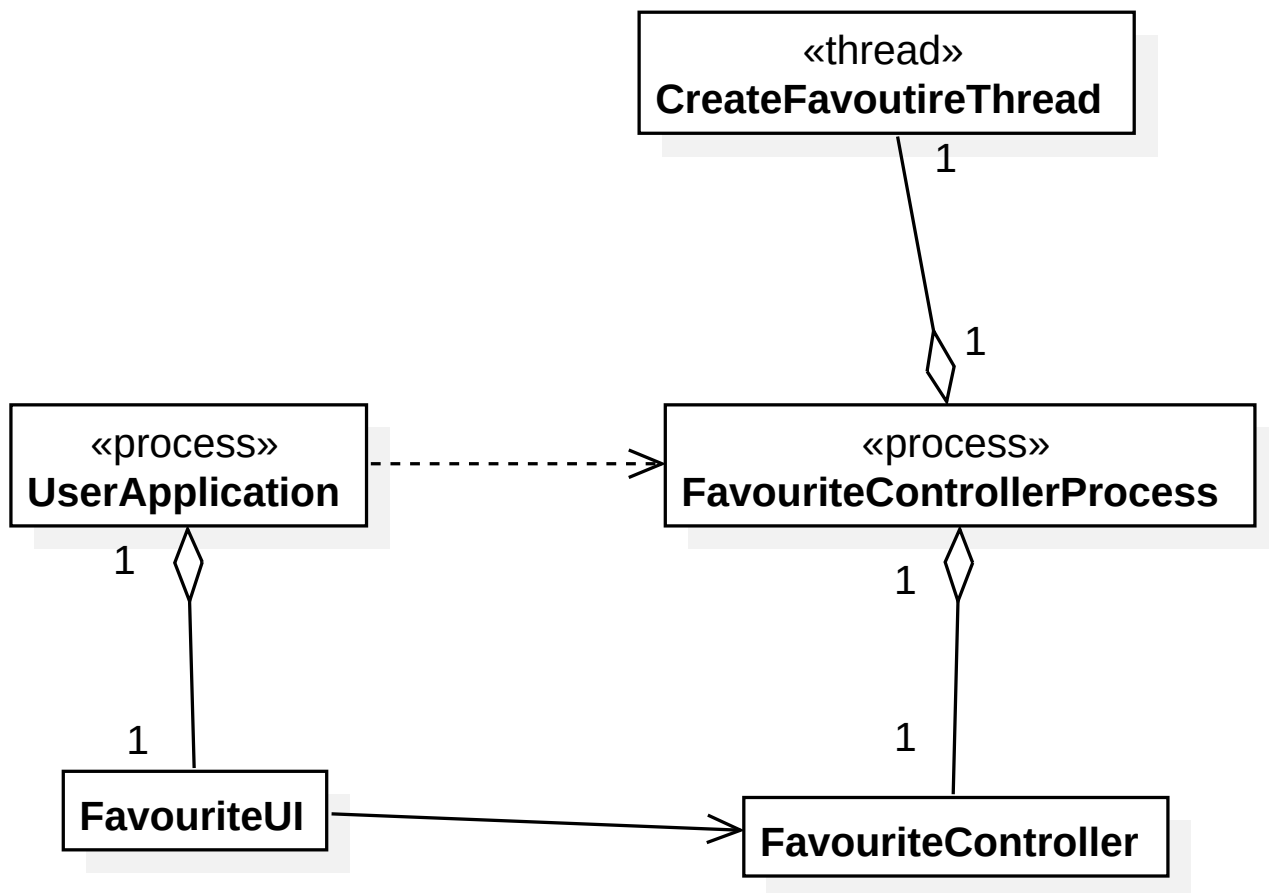 «thread»
CreateFavoutireThread
1
1
«process»
UserApplication
«process»
FavouriteControllerProcess
1
1
1
1
FavouriteUI
FavouriteController